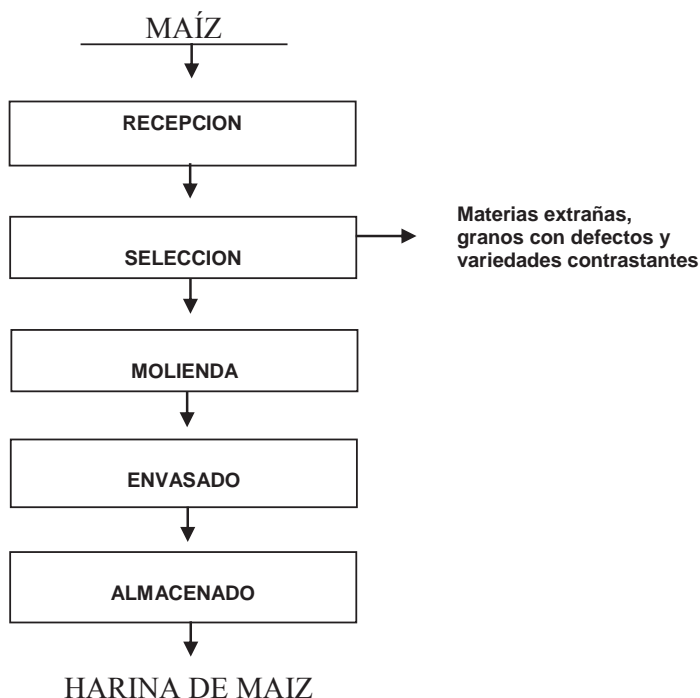 MAÍZ
RECEPCION
Materias extrañas,
granos con defectos y
variedades contrastantes
SELECCION
MOLIENDA
ENVASADO
ALMACENADO
HARINA DE MAIZ